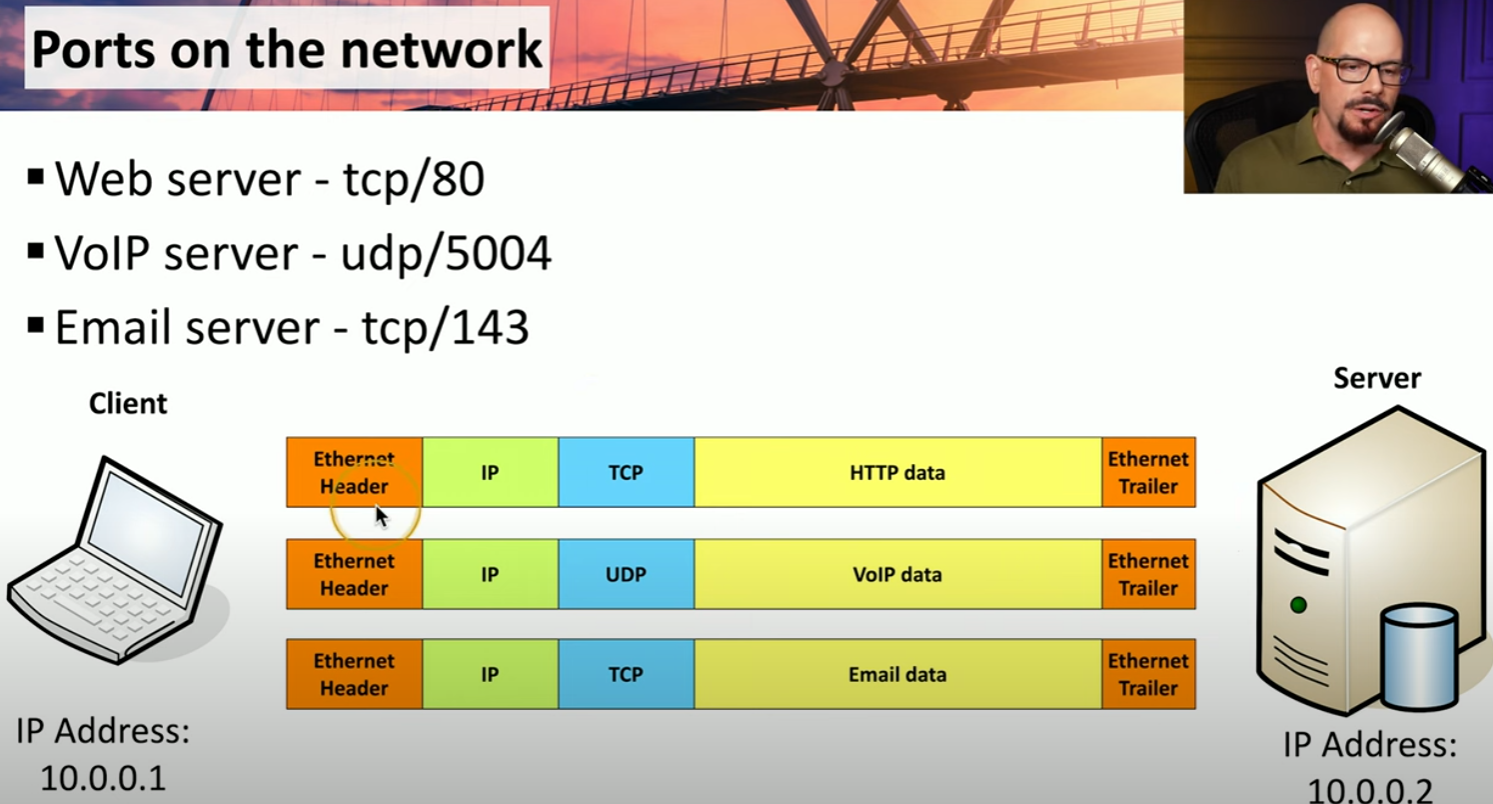 Ports on the network
▪ Web server - tcp/80
▪ VoIP server - udp/5004
▪ Email server - tcp/143
Client
Server
Ethernet Header IP TCP HTTP data Ethernet Trailer
Ethernet Header IP UDP VoIP data Ethernet Trailer
Ethernet Header IP TCP Email data Ethernet Trailer
IP Address:
10.0.0.1
IP Address:
10.0.0.2